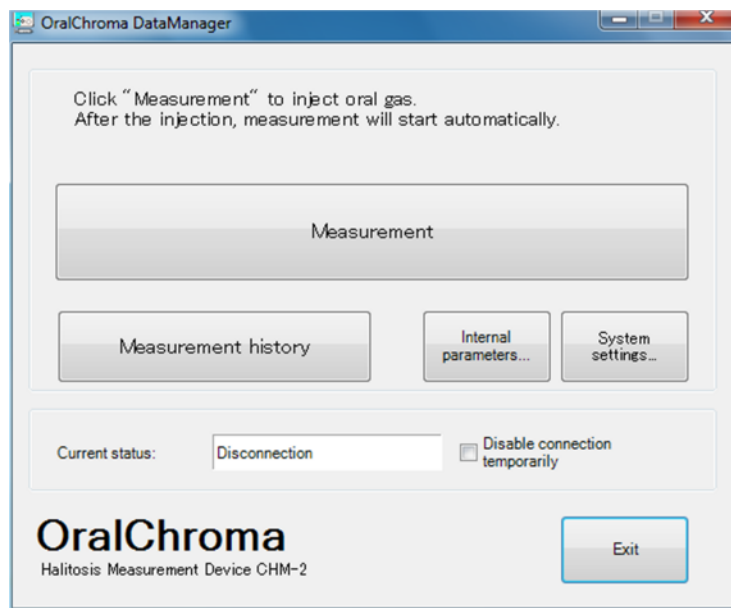 OralChroma DataManager
Click "Measurement" to inject oral gas.
After the injection, measurement will start automatically.
Measurement
Measurement history
Internal
parameters...
System
settings...
Current status:
Disconnection
Disable connection
temporarily
OralChroma
Halitosis Measurement Device CHM-2
Exit